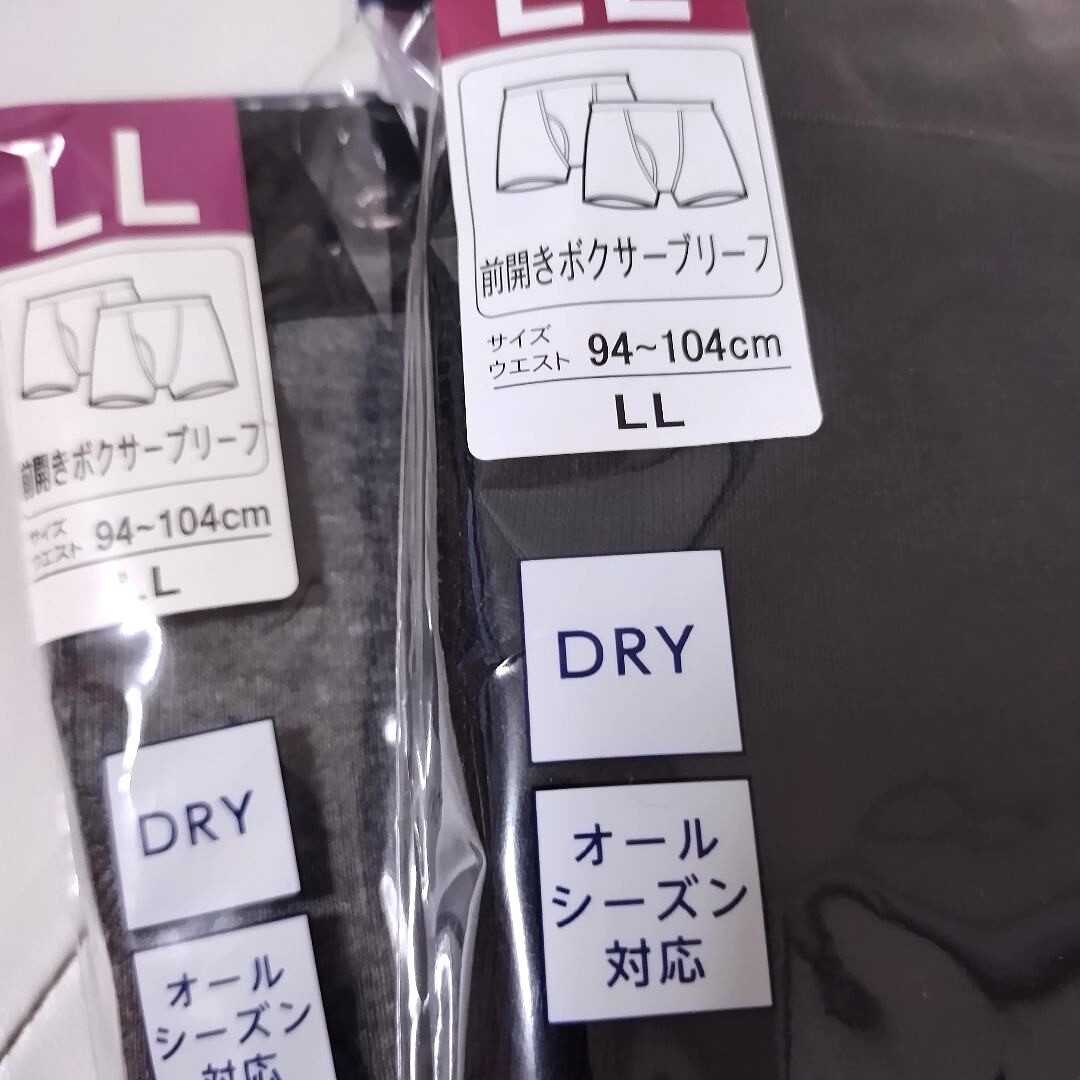 LL
前開きボクサーブリーフ
サイズ
ウエスト 94~104cm
LL
DRY
オール
シーズン
対応
LL
前開きボクサーブリーフ
サイズ
ウエスト 94~104cm
LL
DRY
オール
シーズン
対応